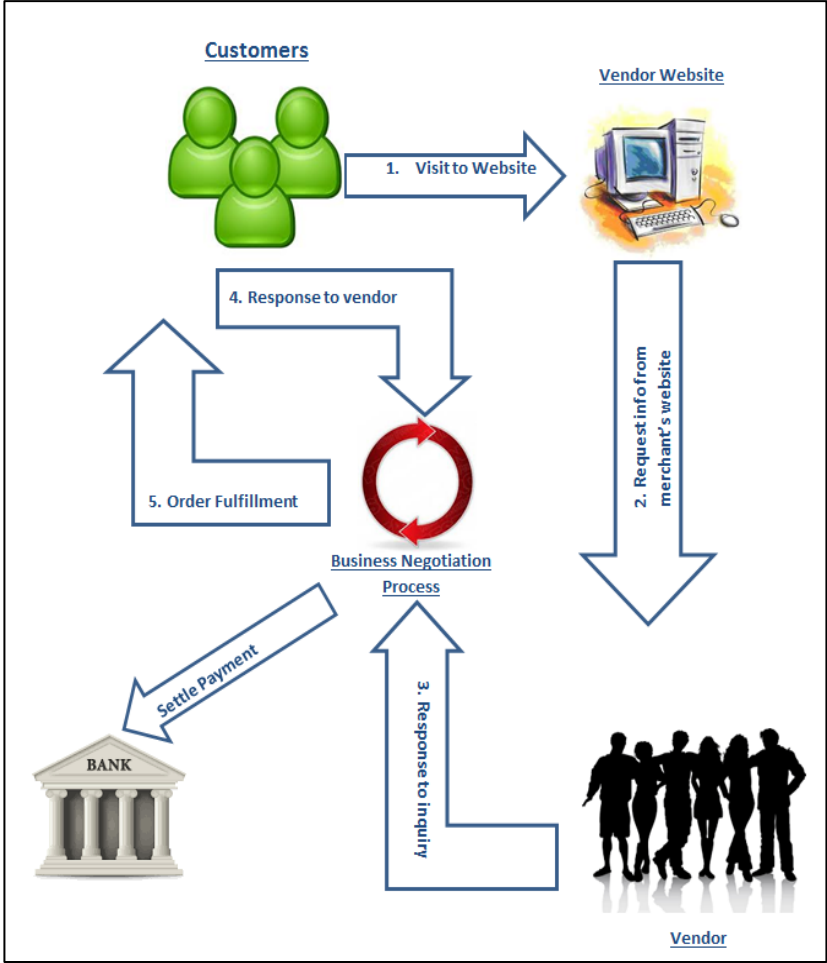 Customers
Vendor Website
1. Visit to Website
4. Response to vendor
2. Request info from
merchant's website
5. Order Fulfillment
Business Negotiation
Process
Settle Payment
3. Response to inquiry
BANK
Vendor